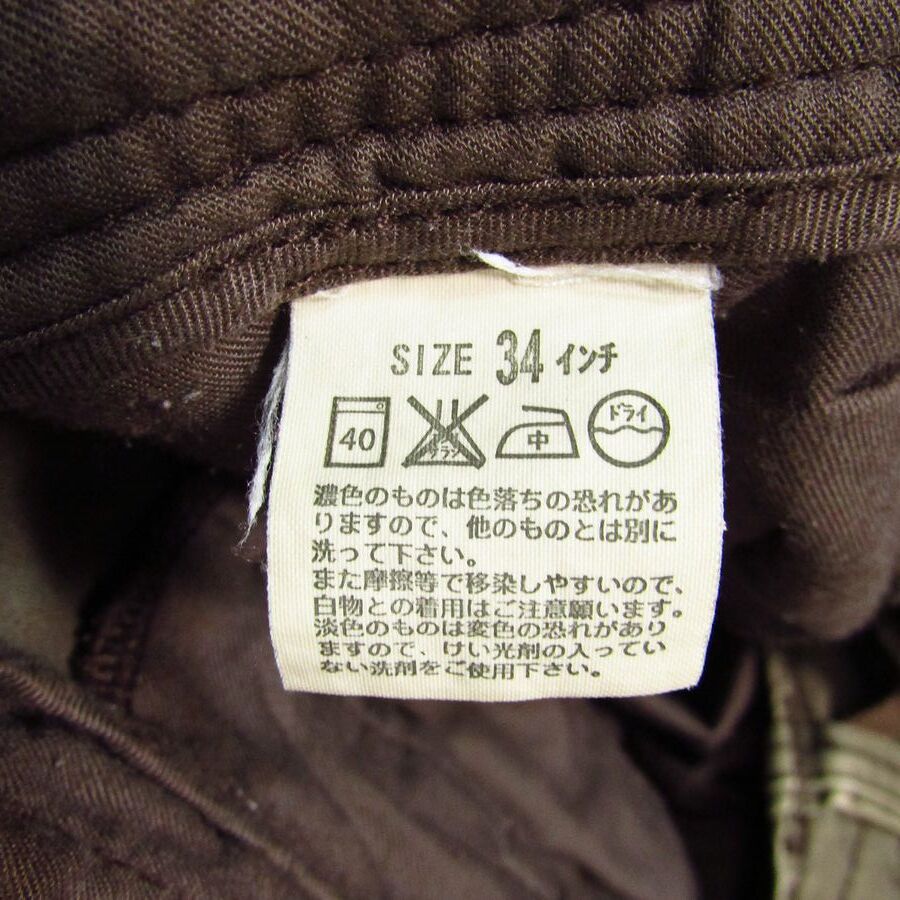 SIZE 34 インチ
40 サラシ 中 ドライ
濃色のものは色落ちの恐れがあ
りますので、他のものとは別に
洗って下さい。
また摩擦等で移染しやすいので、
白物との着用はご注意願います。
淡色のものは変色の恐れがあり
ますので、けい光剤の入ってい
ない洗剤をご使用下さい。